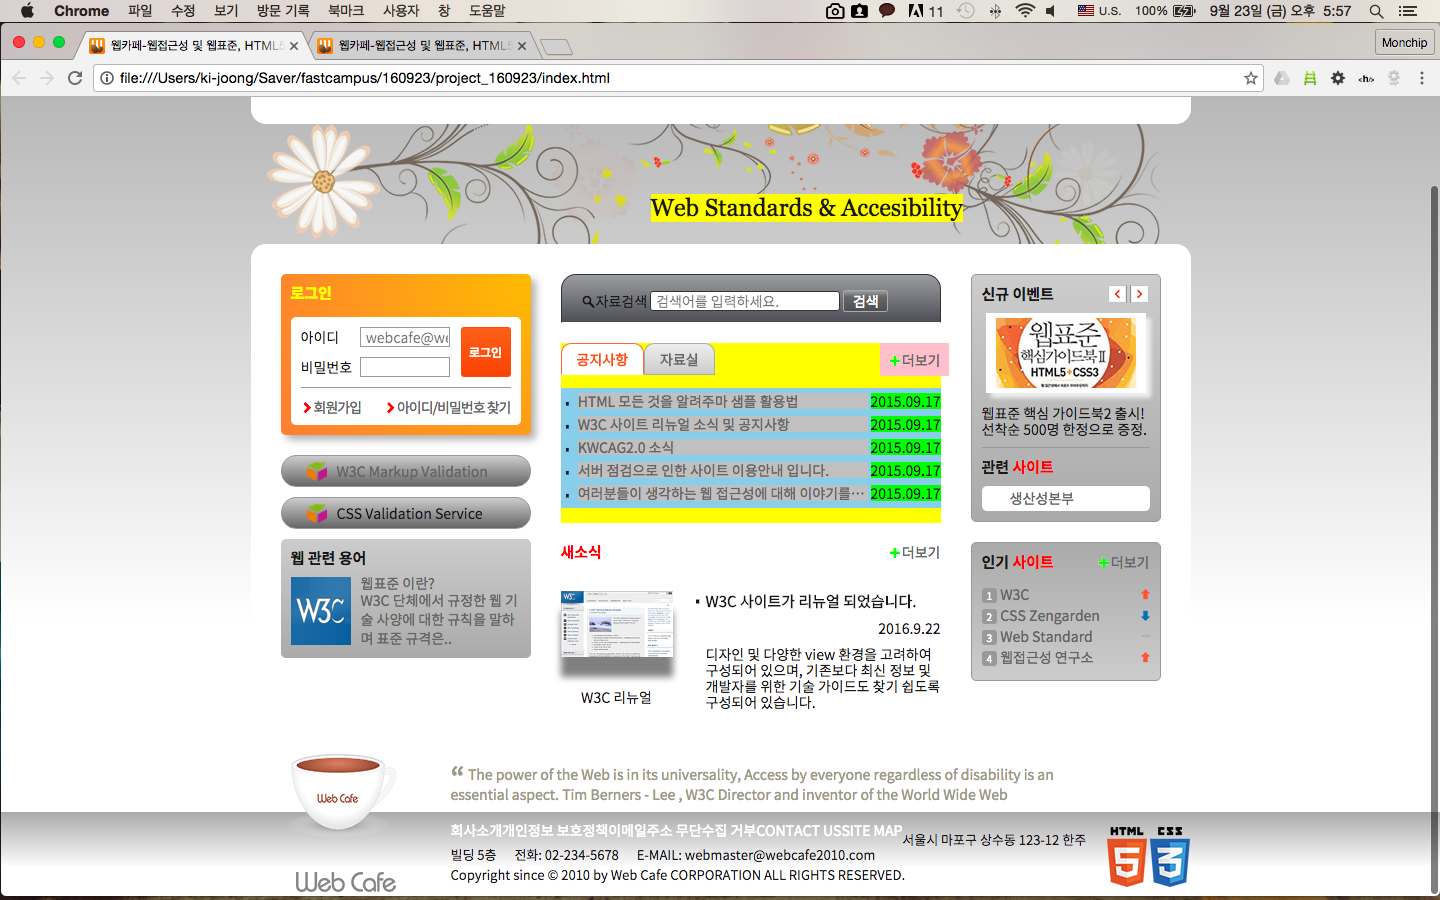 Chrome 파일 수정 보기 방문 기록 북마크 사용자 창 도움말 11 U.S. 100% 9월 23일 (금) 오후 5:57
웹카페-웹접근성 및 웹표준, HTML5 웹카페-웹접근성 및 웹표준, HTML5 Monchip
file:///Users/ki-joong/Saver/fastcampus/160923/project_160923/index.html <h/>
Web Standards & Accesibility
로그인
아이디 webcafe@we
비밀번호
로그인
회원가입 아이디/비밀번호 찾기
W3C Markup Validation
CSS Validation Service
웹 관련 용어
W3C
웹표준 이란?
W3C 단체에서 규정한 웹 기
술 사양에 대한 규칙을 말하
며 표준 규격은..
자료검색 검색어를 입력하세요. 검색
공지사항 자료실 +더보기
HTML 모든 것을 알려주마 샘플 활용법 2015.09.17
W3C 사이트 리뉴얼 소식 및 공지사항 2015.09.17
KWCAG2.0 소식 2015.09.17
서버 점검으로 인한 사이트 이용안내 입니다. 2015.09.17
여러분들이 생각하는 웹 접근성에 대해 이야기를… 2015.09.17
새소식 +더보기
W3C
W3C 리뉴얼
W3C 사이트가 리뉴얼 되었습니다.
2016.9.22
디자인 및 다양한 view 환경을 고려하여
구성되어 있으며, 기존보다 최신 정보 및
개발자를 위한 기술 가이드도 찾기 쉽도록
구성되어 있습니다.
신규 이벤트
웹표준
핵심가이드북Ⅱ
HTML5+CSS3
웹표준 핵심 가이드북2 출시!
선착순 500명 한정으로 증정.
관련 사이트
생산성본부
인기 사이트 +더보기
1 W3C
2 CSS Zengarden
3 Web Standard
4 웹접근성 연구소
Web Cafe
“ The power of the Web is in its universality, Access by everyone regardless of disability is an
essential aspect. Tim Berners - Lee , W3C Director and inventor of the World Wide Web
회사소개개인정보 보호정책이메일주소 무단수집 거부CONTACT USSITE MAP 서울시 마포구 상수동 123-12 한주
빌딩 5층 전화: 02-234-5678 E-MAIL: webmaster@webcafe2010.com
Copyright since © 2010 by Web Cafe CORPORATION ALL RIGHTS RESERVED.
Web Cafe
HTML 5 CSS 3